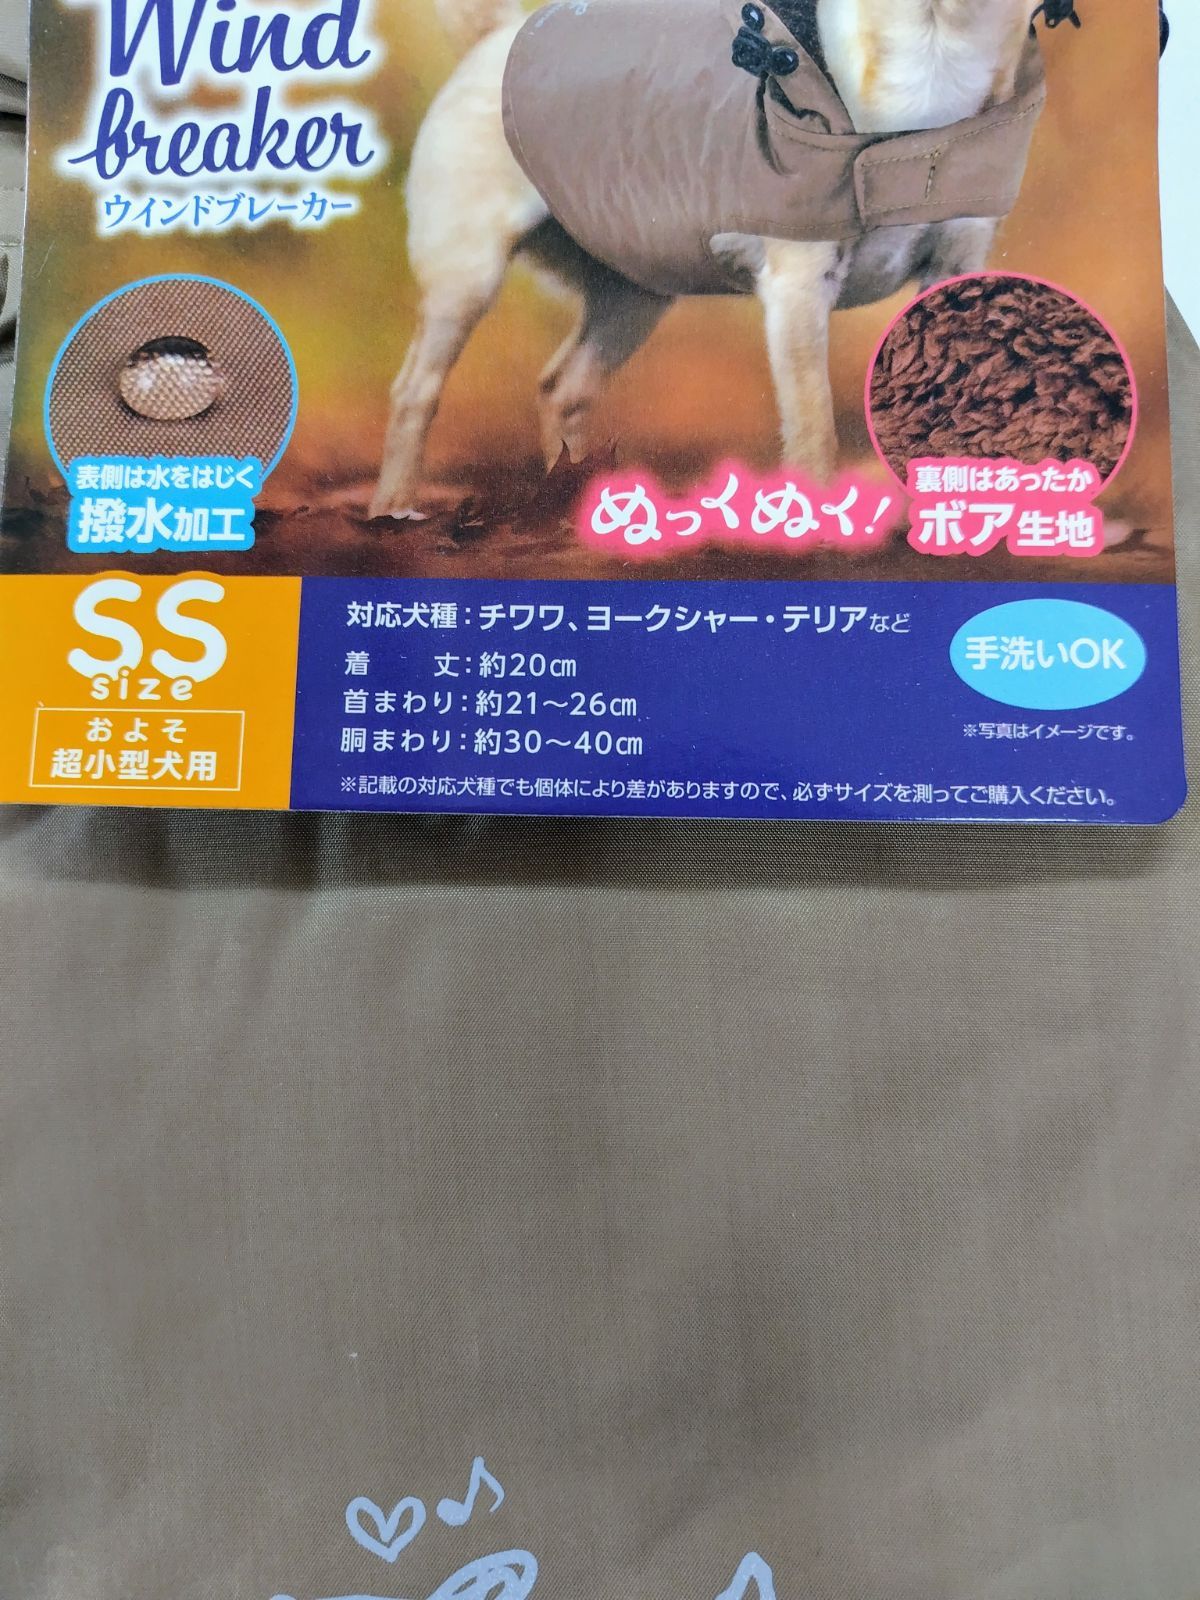 Wind
breaker
ウインドブレーカー
表側は水をはじく
撥水加工
ぬっくぬく!
裏側はあったか
ボア生地
SS
size
およそ
超小型犬用
対応犬種：チワワ、ヨークシャー・テリアなど
着 丈：約20cm
首まわり：約21～26cm
胴まわり：約30～40cm
手洗いOK
※写真はイメージです。
※記載の対応犬種でも個体により差がありますので、必ずサイズを測ってご購入ください。